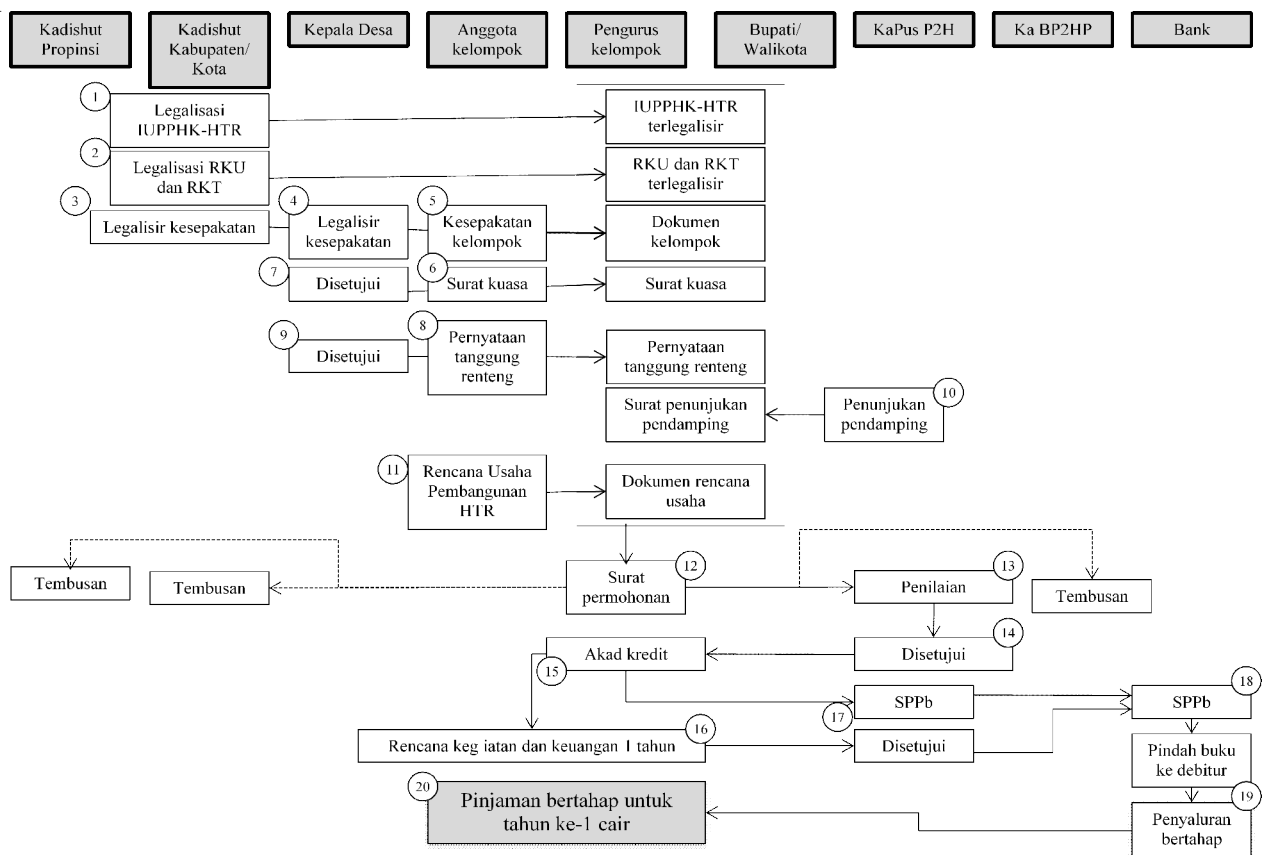 Kadishut
Propinsi
Kadishut
Kabupaten/
Kota
Kepala Desa
Anggota
kelompok
Pengurus
kelompok
Bupati/
Walikota
KaPus P2H
Ka BP2HP
Bank
1
Legalisasi
IUPPHK-HTR
IUPPHK-HTR
terlegalisir
2
Legalisasi RKU
dan RKT
RKU dan RKT
terlegalisir
3
Legalisir kesepakatan
4
Legalisir
kesepakatan
5
Kesepakatan
kelompok
Dokumen
kelompok
7
Disetujui
6
Surat kuasa
Surat kuasa
9
Disetujui
8
Pernyataan
tanggung
renteng
Pernyataan
tanggung renteng
Surat penunjukan
pendamping
10
Penunjukan
pendamping
11
Rencana Usaha
Pembangunan
HTR
Dokumen rencana
usaha
Tembusan
Tembusan
12
Surat
permohonan
13
Penilaian
Tembusan
14
Disetujui
Akad kredit
15
SPPb
17
18
SPPb
16
Rencana keg iatan dan keuangan 1 tahun
Disetujui
Pindah buku
ke debitur
20
Pinjaman bertahap untuk
tahun ke-1 cair
19
Penyaluran
bertahap